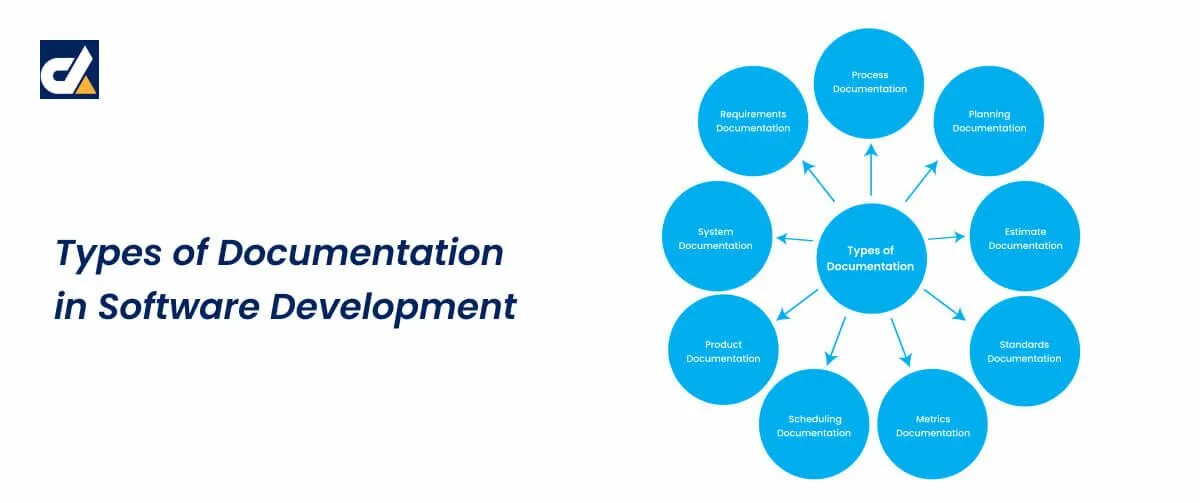 Types of Documentation
in Software Development
Process
Documentation
Planning
Documentation
Estimate
Documentation
Standards
Documentation
Metrics
Documentation
Scheduling
Documentation
Product
Documentation
System
Documentation
Requirements
Documentation
Types of
Documentation